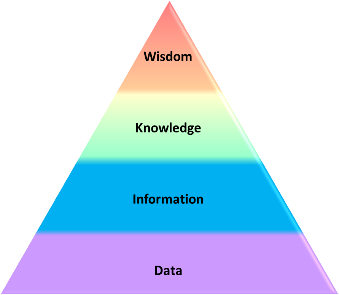 Wisdom
Knowledge
Information
Data